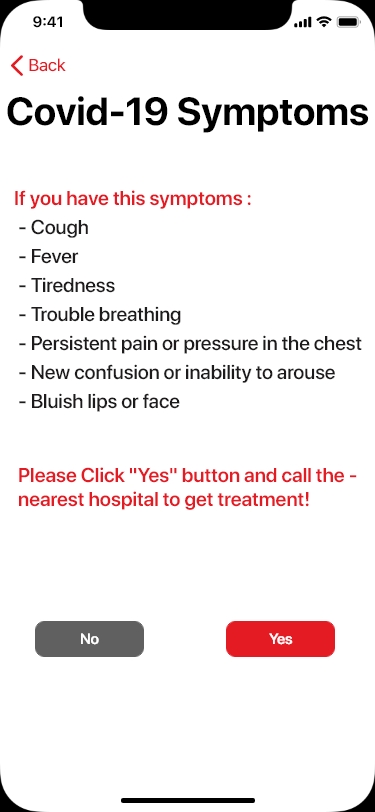 9:41
Back
Covid-19 Symptoms
If you have this symptoms :
- Cough
- Fever
- Tiredness
- Trouble breathing
- Persistent pain or pressure in the chest
- New confusion or inability to arouse
- Bluish lips or face
Please Click "Yes" button and call the -
nearest hospital to get treatment!
No
Yes